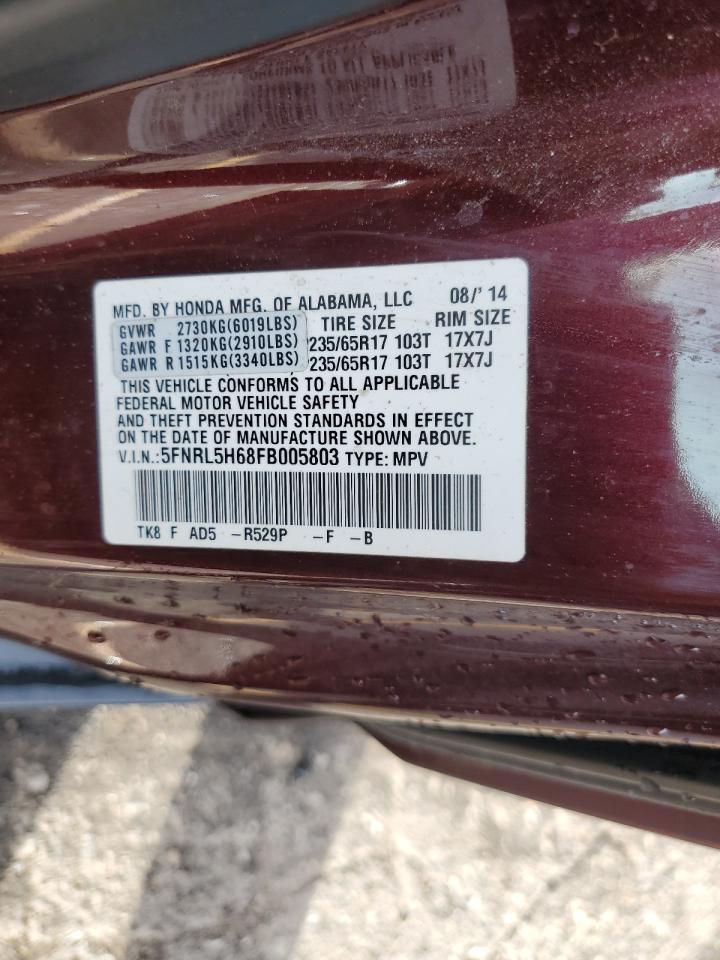 MFD. BY HONDA MFG. OF ALABAMA, LLC 08/'14
GVWR 2730KG(6019LBS) TIRE SIZE RIM SIZE
GAWR F 1320KG(2910LBS) 235/65R17 103T 17X7J
GAWR R 1515KG(3340LBS) 235/65R17 103T 17X7J
THIS VEHICLE CONFORMS TO ALL APPLICABLE
FEDERAL MOTOR VEHICLE SAFETY
AND THEFT PREVENTION STANDARDS IN EFFECT
ON THE DATE OF MANUFACTURE SHOWN ABOVE.
V.I.N.:5FNRL5H68FB005803 TYPE: MPV
TK8 F AD5 -R529P -F -B